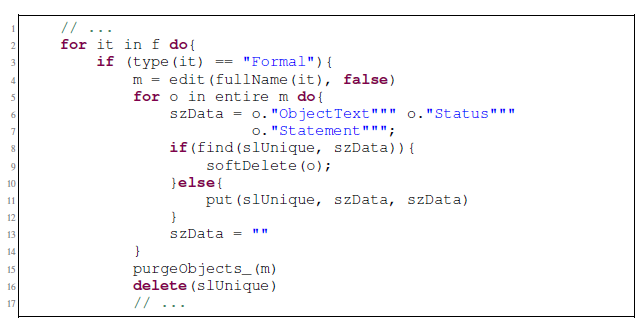 1 // ...
2 for it in f do{
3 if (type(it) == "Formal"){
4 m = edit(fullName(it), false)
5 for o in entire m do{
6 szData = o."ObjectText""" o."Status"""
7 o."Statement""";
8 if(find(slUnique, szData)){
9 softDelete(o);
10 }else{
11 put(slUnique, szData, szData)
12 }
13 szData = ""
14 }
15 purgeObjects_(m)
16 delete(slUnique)
17 // ...